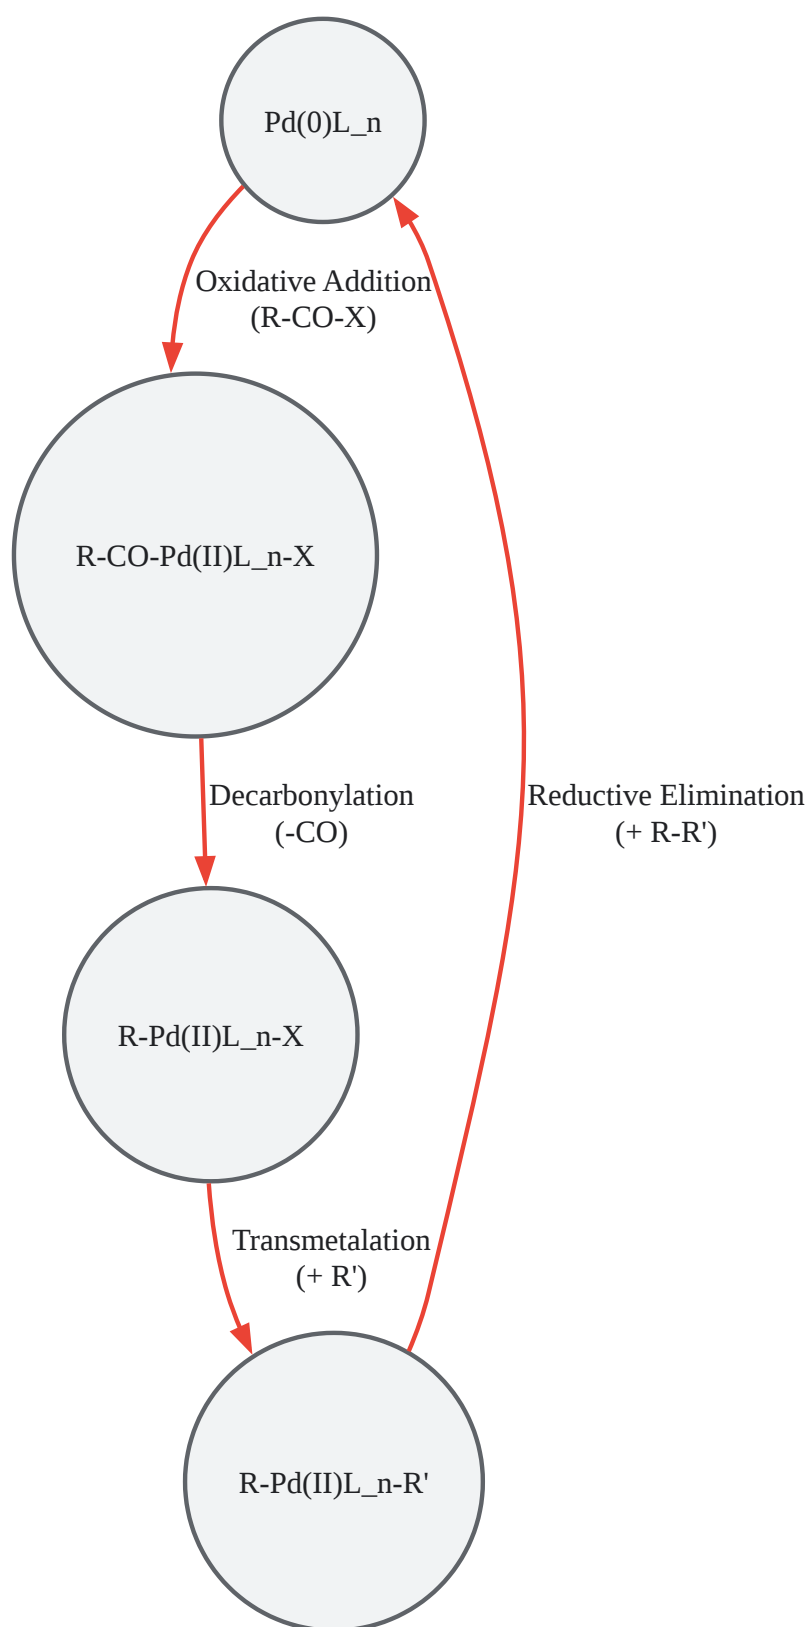 Pd(0)L_n
Oxidative Addition
(R-CO-X)
R-CO-Pd(II)L_n-X
Decarbonylation
(-CO)
Reductive Elimination
(+ R-R')
R-Pd(II)L_n-X
Transmetalation
(+ R')
R-Pd(II)L_n-R'